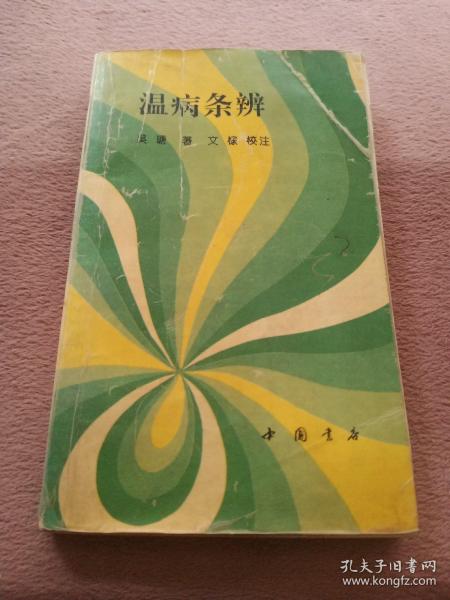 温病条辨
吴瑭 著 文棣校注
中国书店
孔夫子旧书网
www.kongfz.com